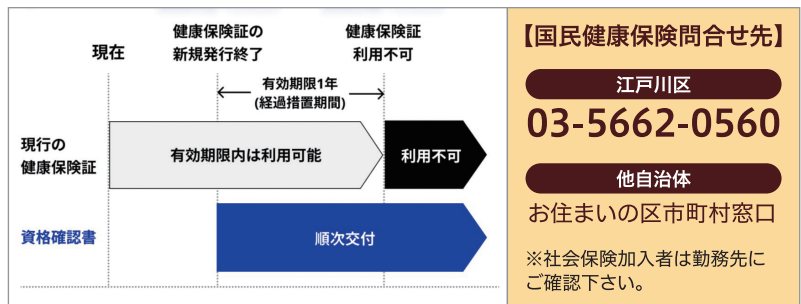 現在
健康保険証の
新規発行終了
健康保険証
利用不可
有効期限1年
(経過措置期間)
現行の
健康保険証
有効期限内は利用可能
利用不可
資格確認書
順次交付
【国民健康保険問合せ先】
江戸川区
03-5662-0560
他自治体
お住まいの区市町村窓口
※社会保険加入者は勤務先に
ご確認下さい。